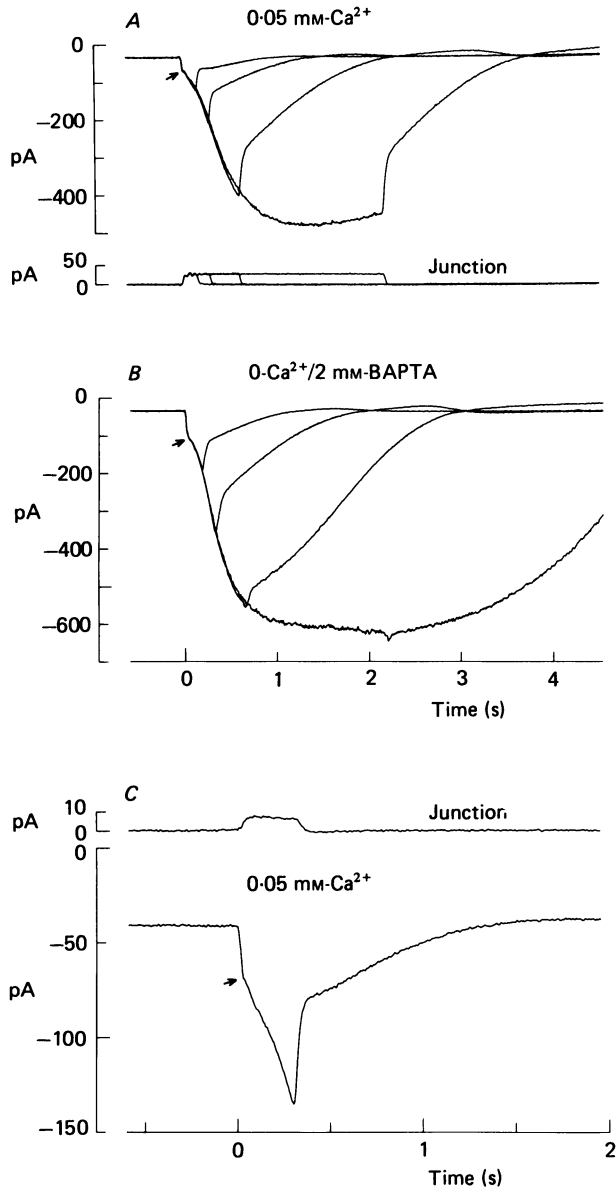 A
0·05 mM-Ca²⁺
0
−200
−400
pA
50
0
pA
Junction
B
0-Ca²⁺/2 mM-BAPTA
0
−200
−400
−600
pA
0 1 2 3 4
Time (s)
C
10
0
pA
Junction
0
0·05 mM-Ca²⁺
−50
−100
−150
pA
0 1 2
Time (s)